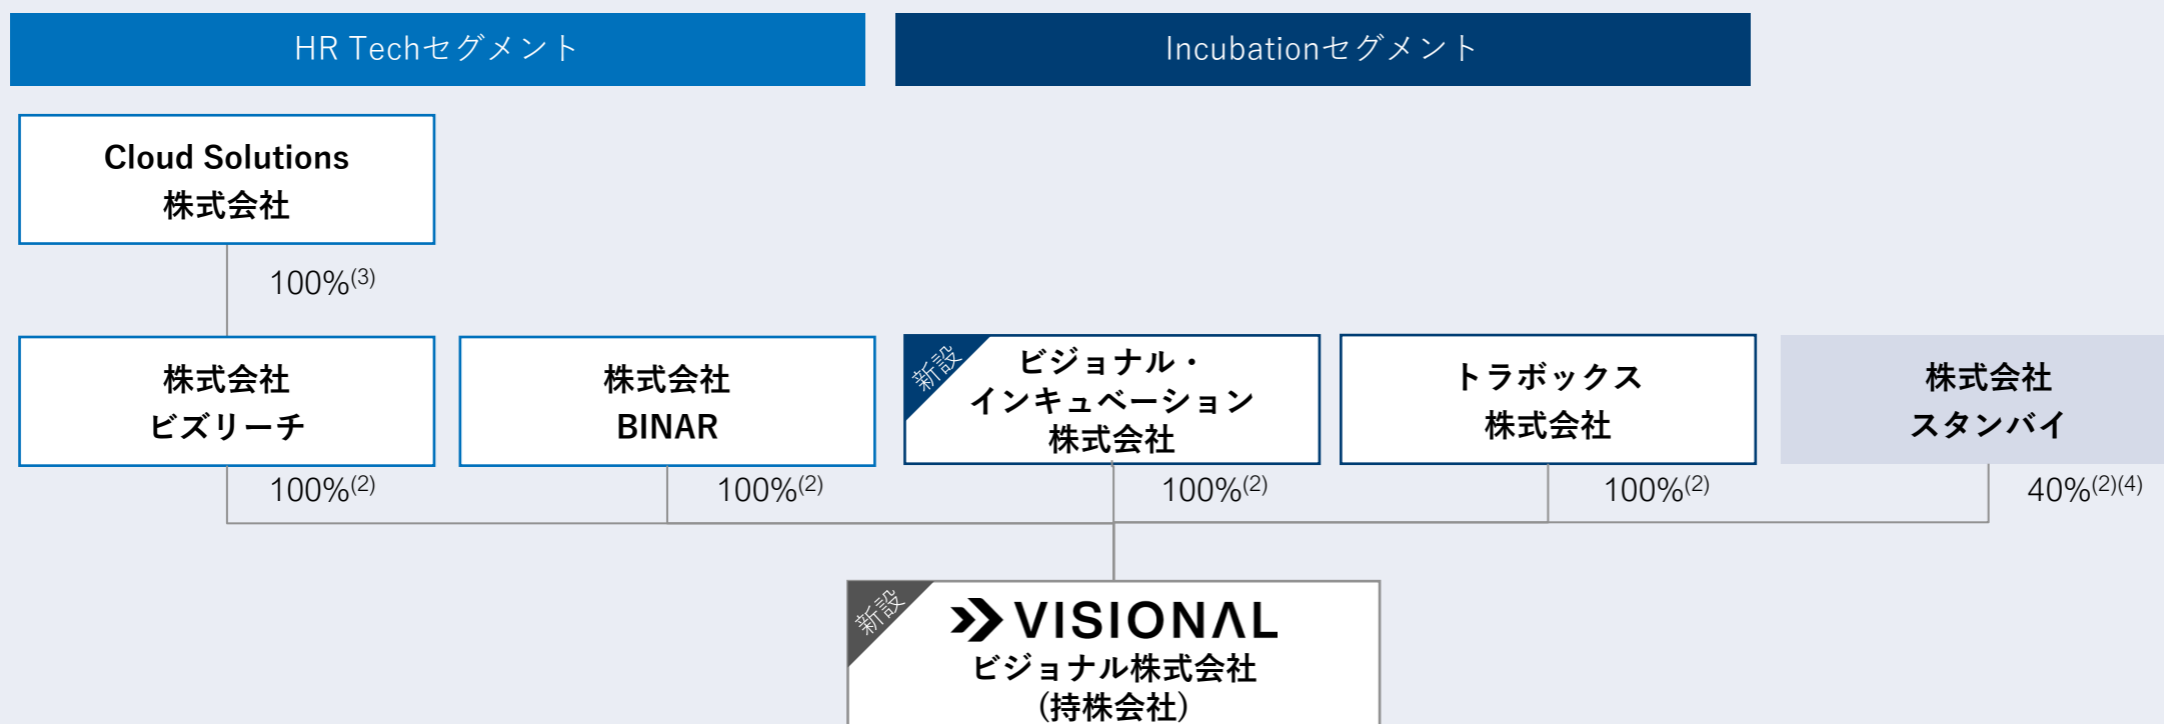 HR Techセグメント
Incubationセグメント
Cloud Solutions
株式会社
100%(3)
株式会社
ビズリーチ
株式会社
BINAR
新設
ビジョナル・
インキュベーション
株式会社
トラボックス
株式会社
株式会社
スタンバイ
100%(2)
100%(2)
100%(2)
100%(2)
40%(2)(4)
新設
VISIONAL
ビジョナル株式会社
(持株会社)